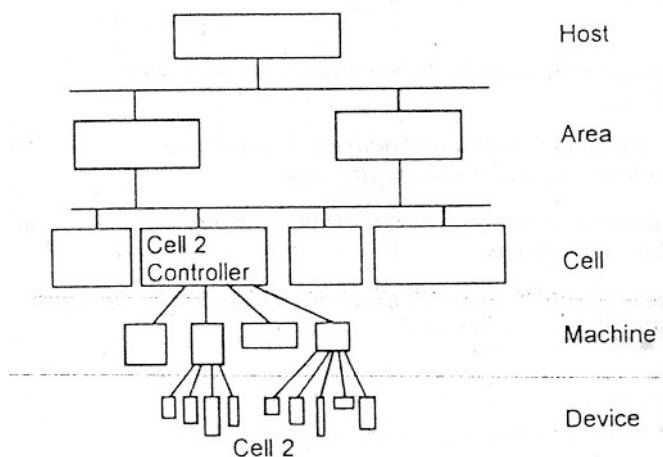 Host
Area
Cell 2
Controller
Cell
Machine
Device
Cell 2